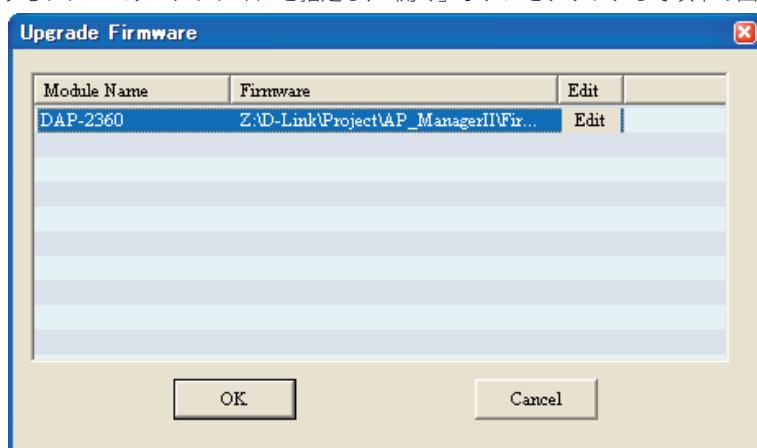 Upgrade Firmware
Module Name Firmware Edit
DAP-2360 Z:\D-Link\Project\AP_ManagerII\Fir... Edit
OK Cancel